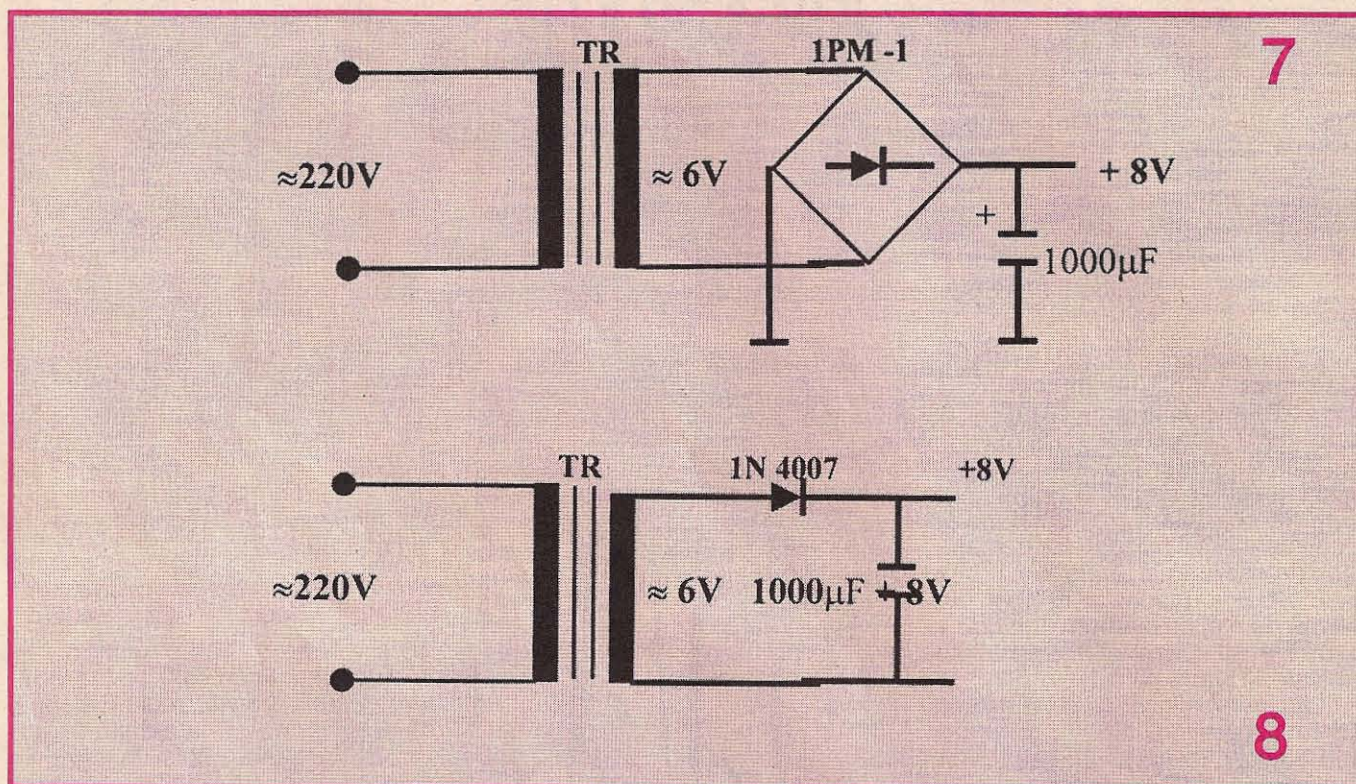 TR 1PM -1 7
≈220V ≈ 6V + 8V
+
1000µF
TR 1N 4007 +8V
≈220V ≈ 6V 1000µF + 8V
8